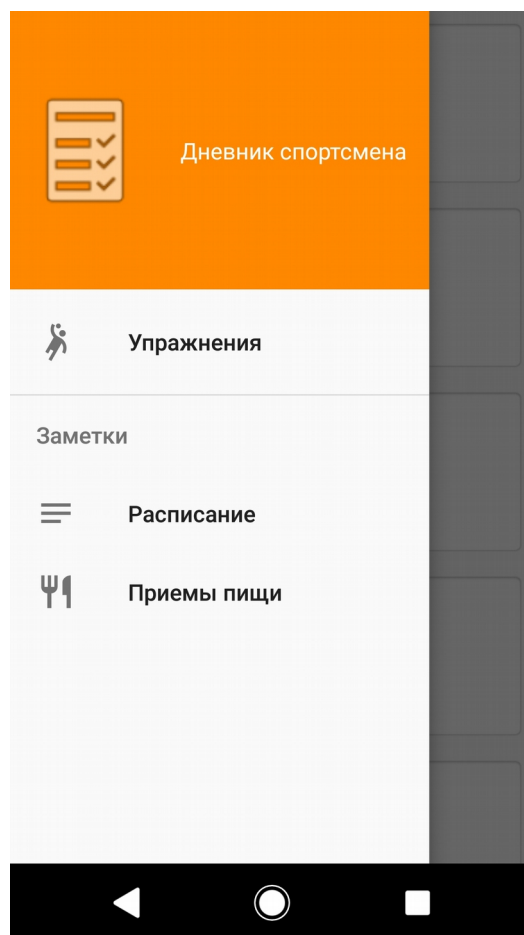 Дневник спортсмена
Упражнения
Заметки
Расписание
Приемы пищи